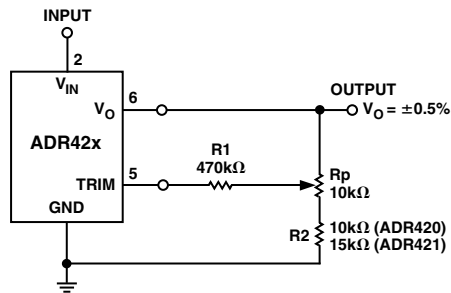 INPUT
2
VIN
VO
6
OUTPUT
VO = ±0.5%
ADR42x
R1
470kΩ
TRIM
5
Rp
10kΩ
GND
R2
10kΩ (ADR420)
15kΩ (ADR421)